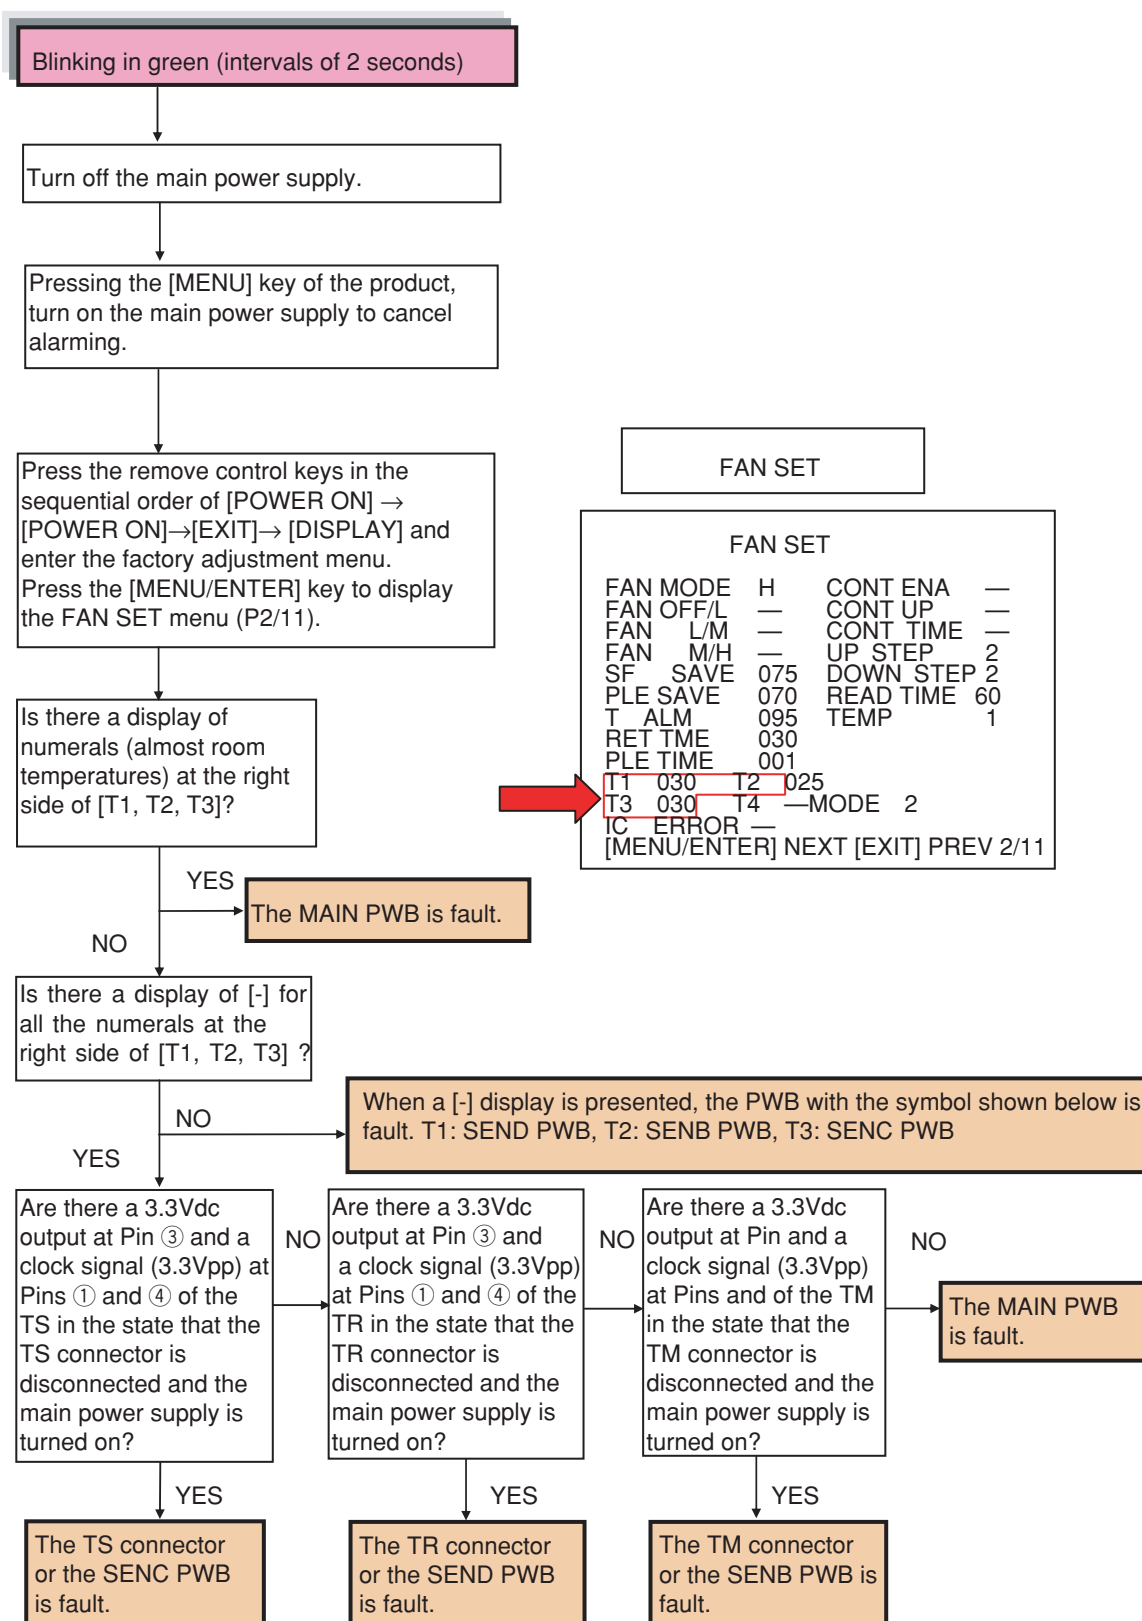 Blinking in green (intervals of 2 seconds)
Turn off the main power supply.
Pressing the [MENU] key of the product,
turn on the main power supply to cancel
alarming.
Press the remove control keys in the
sequential order of [POWER ON] →
[POWER ON]→[EXIT]→ [DISPLAY] and
enter the factory adjustment menu.
Press the [MENU/ENTER] key to display
the FAN SET menu (P2/11).
FAN SET
FAN SET
FAN MODE H CONT ENA —
FAN OFF/L — CONT UP —
FAN L/M — CONT TIME —
FAN M/H — UP STEP 2
SF SAVE 075 DOWN STEP 2
PLE SAVE 070 READ TIME 60
T ALM 095 TEMP 1
RET TME 030
PLE TIME 001
T1 030 T2 025
T3 030 T4 —MODE 2
IC ERROR —
[MENU/ENTER] NEXT [EXIT] PREV 2/11
Is there a display of
numerals (almost room
temperatures) at the right
side of [T1, T2, T3]?
YES
The MAIN PWB is fault.
NO
Is there a display of [-] for
all the numerals at the
right side of [T1, T2, T3] ?
NO
When a [-] display is presented, the PWB with the symbol shown below is
fault. T1: SEND PWB, T2: SENB PWB, T3: SENC PWB
YES
Are there a 3.3Vdc
output at Pin ③ and a
clock signal (3.3Vpp) at
Pins ① and ④ of the
TS in the state that the
TS connector is
disconnected and the
main power supply is
turned on?
NO
Are there a 3.3Vdc
output at Pin ③ and
a clock signal (3.3Vpp)
at Pins ① and ④ of the
TR in the state that the
TR connector is
disconnected and the
main power supply is
turned on?
NO
Are there a 3.3Vdc
output at Pin and a
clock signal (3.3Vpp)
at Pins and of the TM
in the state that the
TM connector is
disconnected and the
main power supply is
turned on?
NO
The MAIN PWB
is fault.
YES
The TS connector
or the SENC PWB
is fault.
YES
The TR connector
or the SEND PWB
is fault.
YES
The TM connector
or the SENB PWB is
fault.